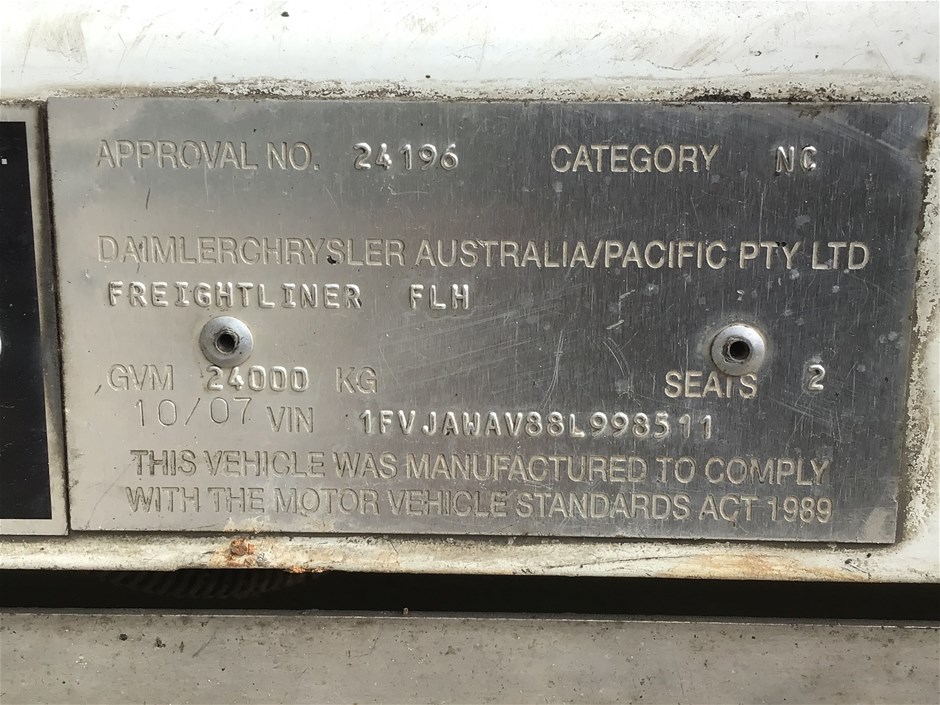 APPROVAL NO. 24196 CATEGORY NC
DAIMLERCHRYSLER AUSTRALIA/PACIFIC PTY LTD
FREIGHTLINER FLH
GVM 24000 KG SEATS 2
10/07 VIN 1FVJAWAV88L998511
THIS VEHICLE WAS MANUFACTURED TO COMPLY
WITH THE MOTOR VEHICLE STANDARDS ACT 1989